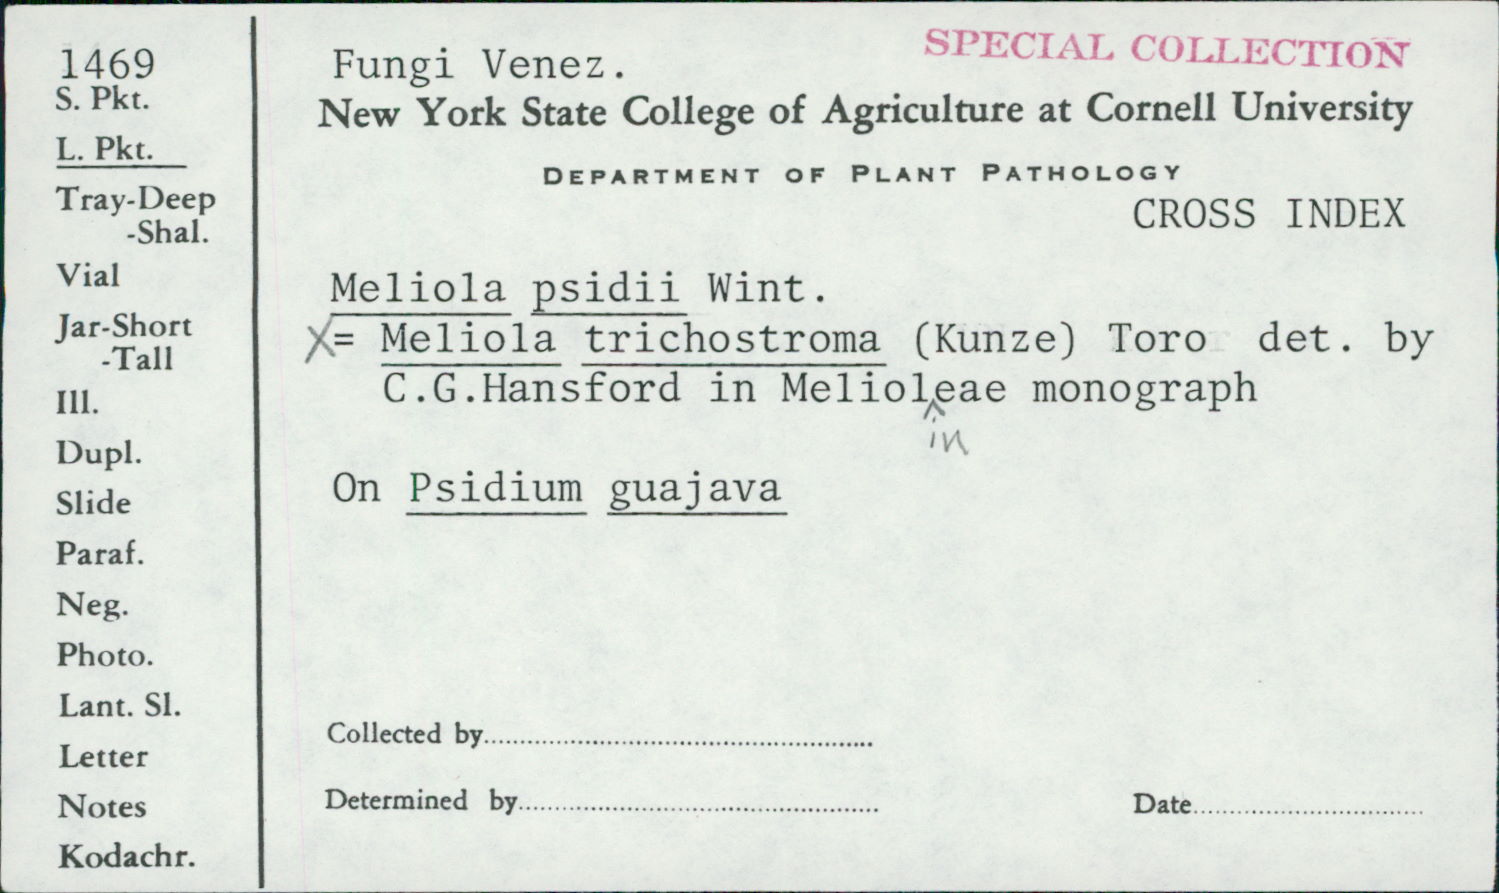 1469
S. Pkt.
L. Pkt.
Tray-Deep
-Shal.
Vial
Jar-Short
-Tall
Ill.
Dupl.
Slide
Paraf.
Neg.
Photo.
Lant. Sl.
Letter
Notes
Kodachr.
Fungi Venez.
SPECIAL COLLECTION
New York State College of Agriculture at Cornell University
DEPARTMENT OF PLANT PATHOLOGY
CROSS INDEX
Meliola psidii Wint.
X= Meliola trichostroma (Kunze) Toro det. by
C.G.Hansford in Melioleae monograph
in
On Psidium guajava
Collected by
Determined by
Date